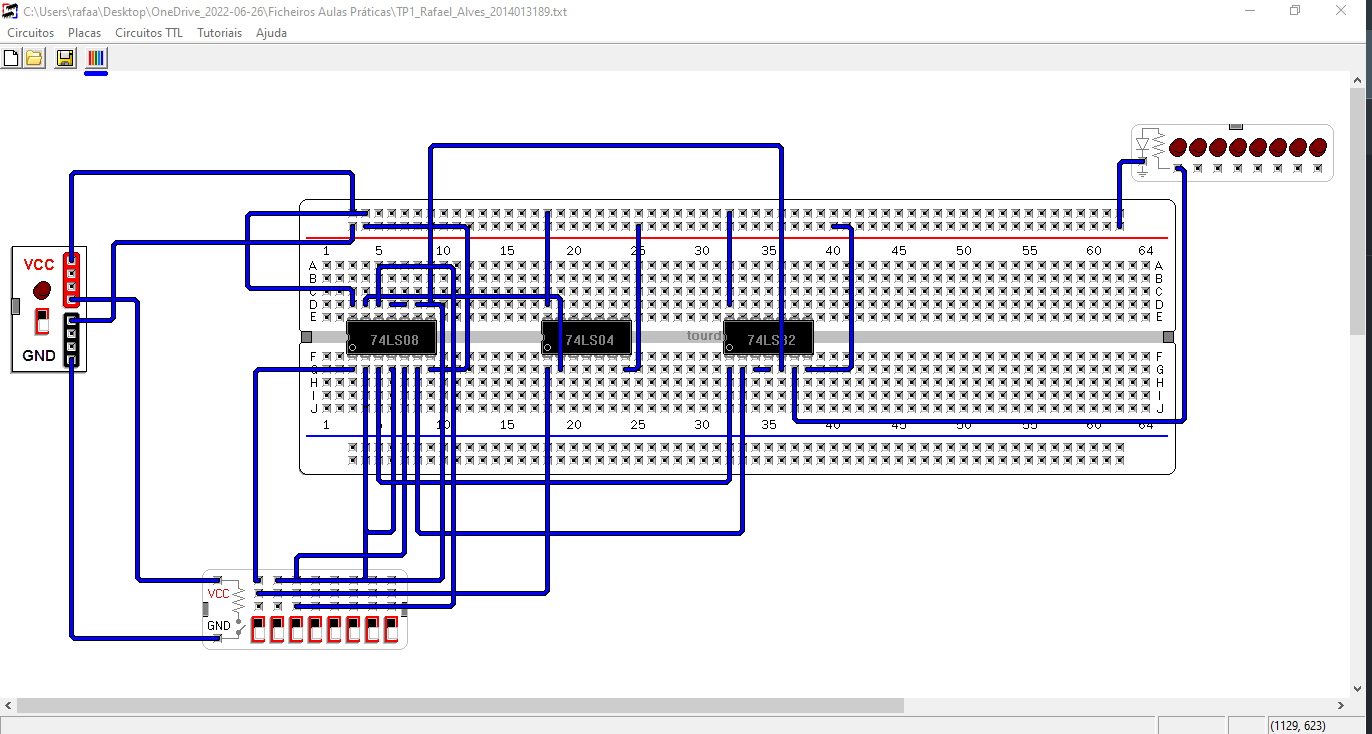 C:\Users\rafaa\Desktop\OneDrive_2022-06-26\Ficheiros Aulas Práticas\TP1_Rafael_Alves_2014013189.txt
Circuitos Placas Circuitos TTL Tutoriais Ajuda
VCC
GND
1 5 10 15 20 25 30 35 40 45 50 55 60 64
A A
B B
C C
D D
E E
74LS08 74LS04 tourd 74LS32
F F
G G
H H
I I
J J
1 5 10 15 20 25 30 35 40 45 50 55 60 64
VCC
GND
(1129, 623)